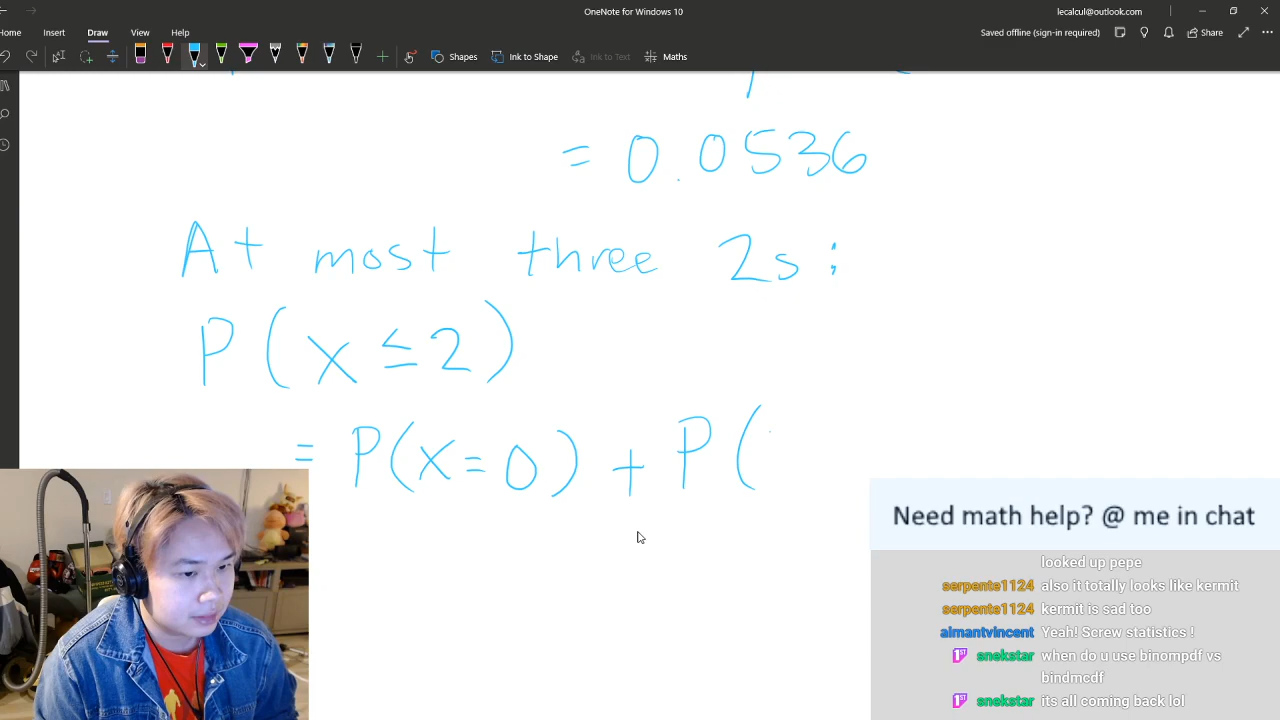 OneNote for Windows 10
lecalcul@outlook.com
Home Insert Draw View Help
Saved offline (sign-in required)
Share
Shapes
Ink to Shape
Ink to Text
Maths
= 0.0536
At most three 2s:
P(x ≤ 2)
= P(x=0) + P(
Need math help? @ me in chat
looked up pepe
serpente1124 also it totally looks like kermit
serpente1124 kermit is sad too
aimantvincent Yeah! Screw statistics !
snekstar when do u use binompdf vs
bindmcdf
snekstar its all coming back lol